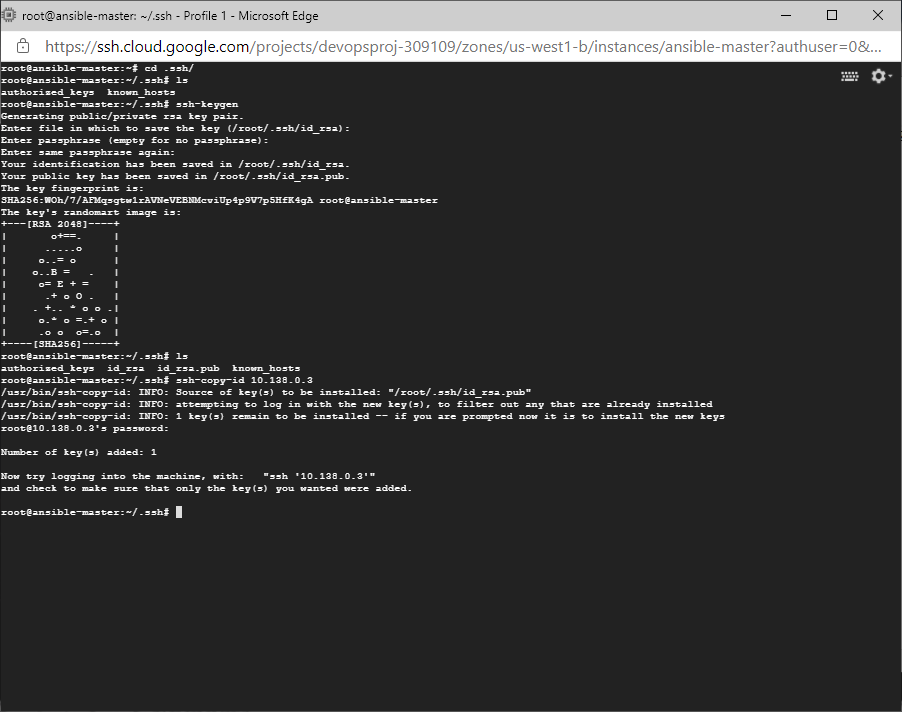 root@ansible-master: ~/.ssh - Profile 1 - Microsoft Edge
https://ssh.cloud.google.com/projects/devopsproj-309109/zones/us-west1-b/instances/ansible-master?authuser=0&...
root@ansible-master:~# cd .ssh/
root@ansible-master:~/.ssh# ls
authorized_keys  known_hosts
root@ansible-master:~/.ssh# ssh-keygen
Generating public/private rsa key pair.
Enter file in which to save the key (/root/.ssh/id_rsa):
Enter passphrase (empty for no passphrase):
Enter same passphrase again:
Your identification has been saved in /root/.ssh/id_rsa.
Your public key has been saved in /root/.ssh/id_rsa.pub.
The key fingerprint is:
SHA256:WOh/7/AFMqsgtw1rAVNeVEBNMcviUp4p9V7p5HfK4gA root@ansible-master
The key's randomart image is:
+---[RSA 2048]----+
|       o+==.     |
|      .....o     |
|     o..= o      |
|    o..B =   .   |
|     o= E + =    |
|      .+ o O .   |
|    . +.. * o o .|
|     o.* o =.+ o |
|     .o o  o=.o  |
+----[SHA256]-----+
root@ansible-master:~/.ssh# ls
authorized_keys  id_rsa  id_rsa.pub  known_hosts
root@ansible-master:~/.ssh# ssh-copy-id 10.138.0.3
/usr/bin/ssh-copy-id: INFO: Source of key(s) to be installed: "/root/.ssh/id_rsa.pub"
/usr/bin/ssh-copy-id: INFO: attempting to log in with the new key(s), to filter out any that are already installed
/usr/bin/ssh-copy-id: INFO: 1 key(s) remain to be installed -- if you are prompted now it is to install the new keys
root@10.138.0.3's password:
Number of key(s) added: 1
Now try logging into the machine, with:   "ssh '10.138.0.3'"
and check to make sure that only the key(s) you wanted were added.
root@ansible-master:~/.ssh#